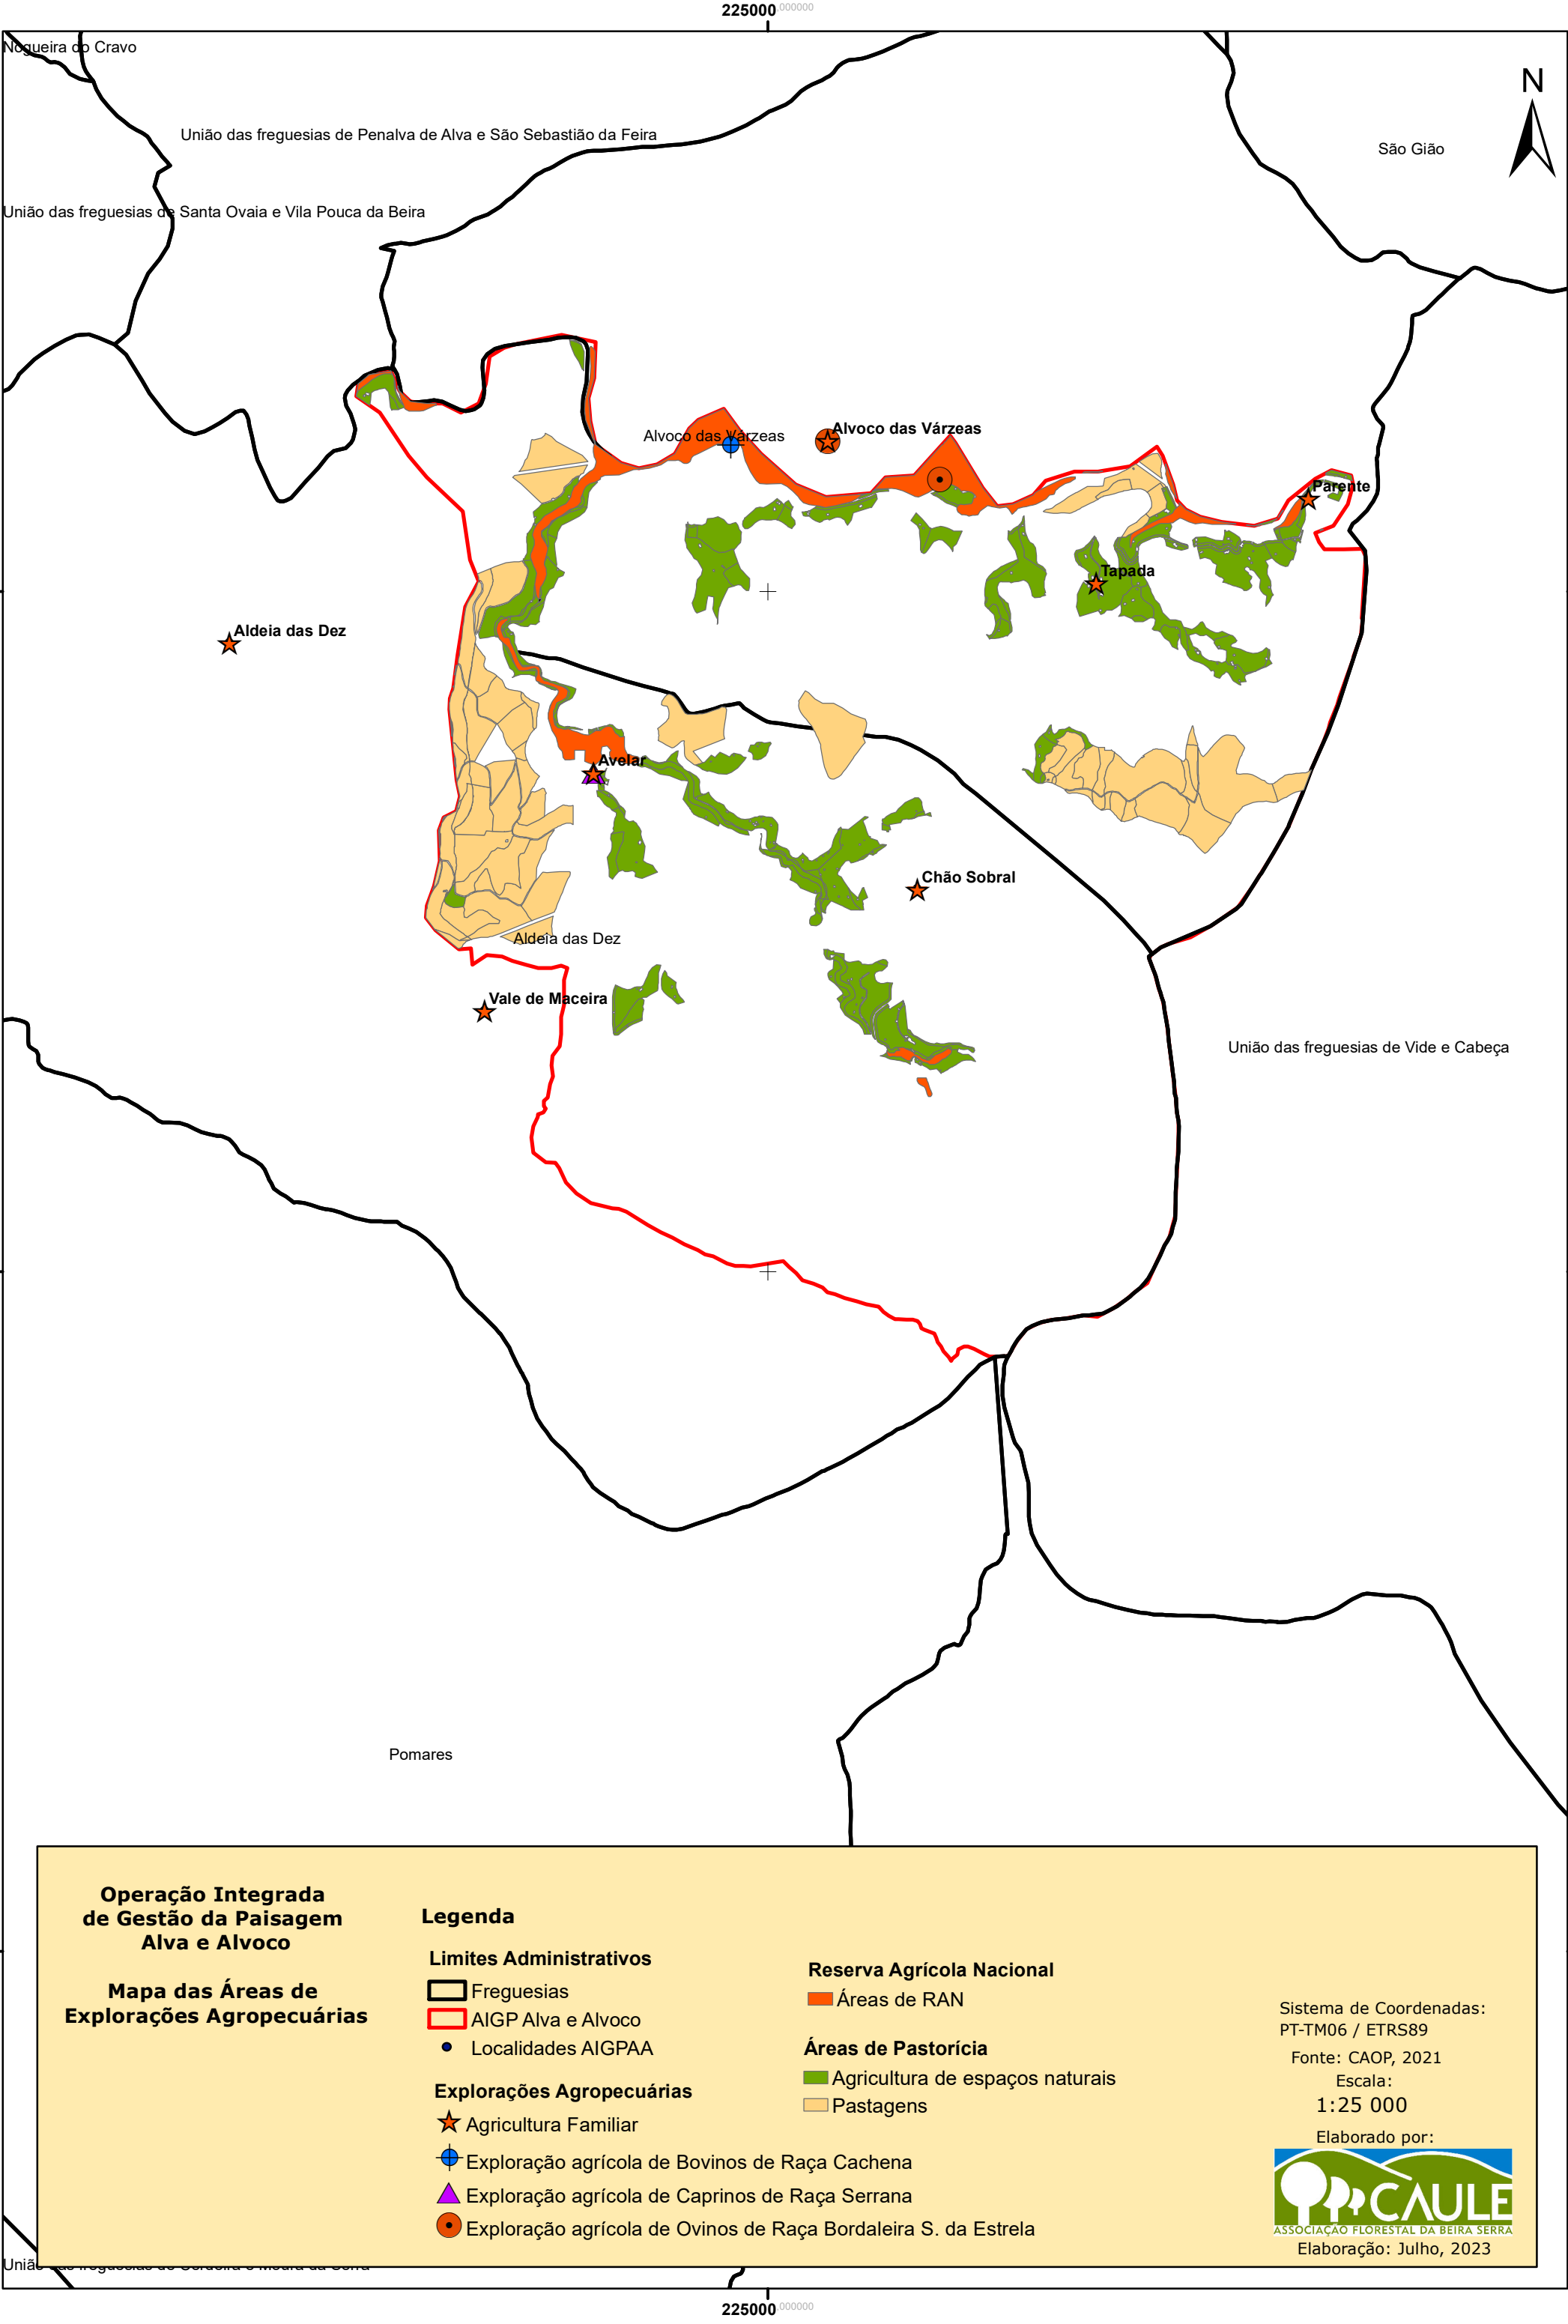 225000,000000
Nogueira do Cravo
N
União das freguesias de Penalva de Alva e São Sebastião da Feira
São Gião
União das freguesias de Santa Ovaia e Vila Pouca da Beira
Alvoco das Várzeas
Alvoco das Várzeas
Parente
Tapada
Aldeia das Dez
Avelar
Chão Sobral
Aldeia das Dez
Vale de Maceira
União das freguesias de Vide e Cabeça
Pomares
Operação Integrada
de Gestão da Paisagem
Alva e Alvoco
Mapa das Áreas de
Explorações Agropecuárias
Legenda
Limites Administrativos
Freguesias
AIGP Alva e Alvoco
Localidades AIGPAA
Explorações Agropecuárias
Agricultura Familiar
Exploração agrícola de Bovinos de Raça Cachena
Exploração agrícola de Caprinos de Raça Serrana
Exploração agrícola de Ovinos de Raça Bordaleira S. da Estrela
Reserva Agrícola Nacional
Áreas de RAN
Áreas de Pastorícia
Agricultura de espaços naturais
Pastagens
Sistema de Coordenadas:
PT-TM06 / ETRS89
Fonte: CAOP, 2021
Escala:
1:25 000
Elaborado por:
CAULE
ASSOCIAÇÃO FLORESTAL DA BEIRA SERRA
Elaboração: Julho, 2023
225000,000000